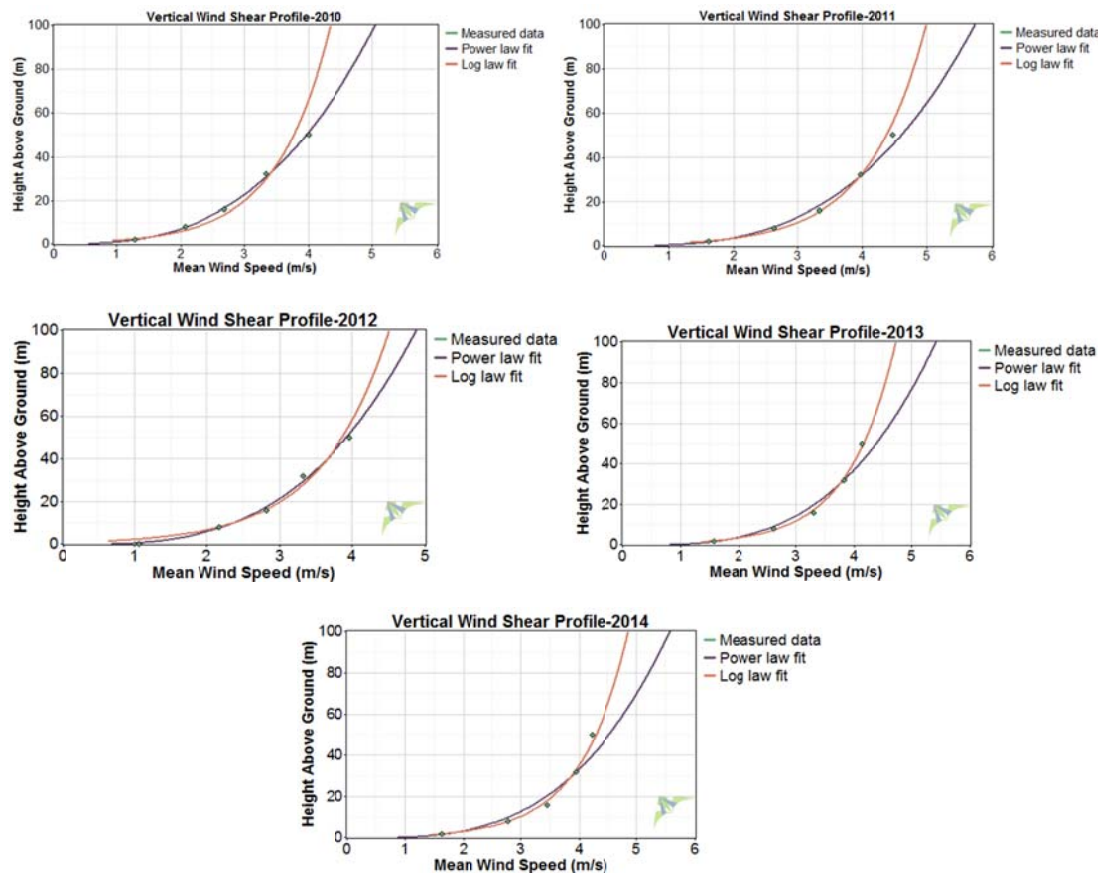 Vertical Wind Shear Profile-2010
Height Above Ground (m)
100
80
60
40
20
0
0 1 2 3 4 5 6
Mean Wind Speed (m/s)
Measured data
Power law fit
Log law fit
Vertical Wind Shear Profile-2011
Height Above Ground (m)
100
80
60
40
20
0
0 1 2 3 4 5 6
Mean Wind Speed (m/s)
Measured data
Power law fit
Log law fit
Vertical Wind Shear Profile-2012
Height Above Ground (m)
100
80
60
40
20
0
0 1 2 3 4 5
Mean Wind Speed (m/s)
Measured data
Power law fit
Log law fit
Vertical Wind Shear Profile-2013
Height Above Ground (m)
100
80
60
40
20
0
0 1 2 3 4 5 6
Mean Wind Speed (m/s)
Measured data
Power law fit
Log law fit
Vertical Wind Shear Profile-2014
Height Above Ground (m)
100
80
60
40
20
0
0 1 2 3 4 5 6
Mean Wind Speed (m/s)
Measured data
Power law fit
Log law fit